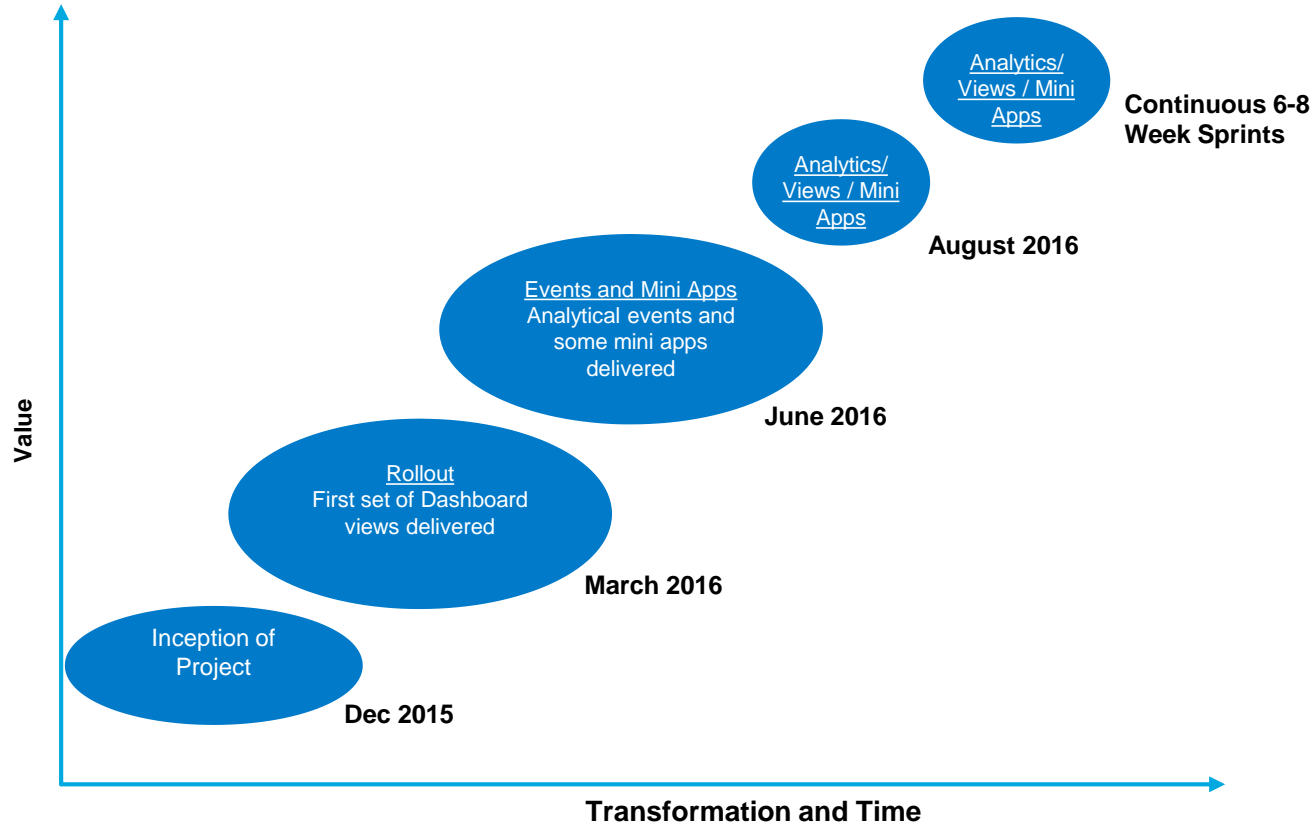 Analytics/
Views / Mini
Apps
Continuous 6-8
Week Sprints
Analytics/
Views / Mini
Apps
August 2016
Events and Mini Apps
Analytical events and
some mini apps
delivered
June 2016
Value
Rollout
First set of Dashboard
views delivered
March 2016
Inception of
Project
Dec 2015
Transformation and Time